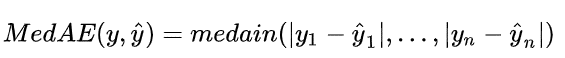 MedAE(y, ŷ) = medain(|y₁ − ŷ₁|, . . . , |yₙ − ŷₙ|)